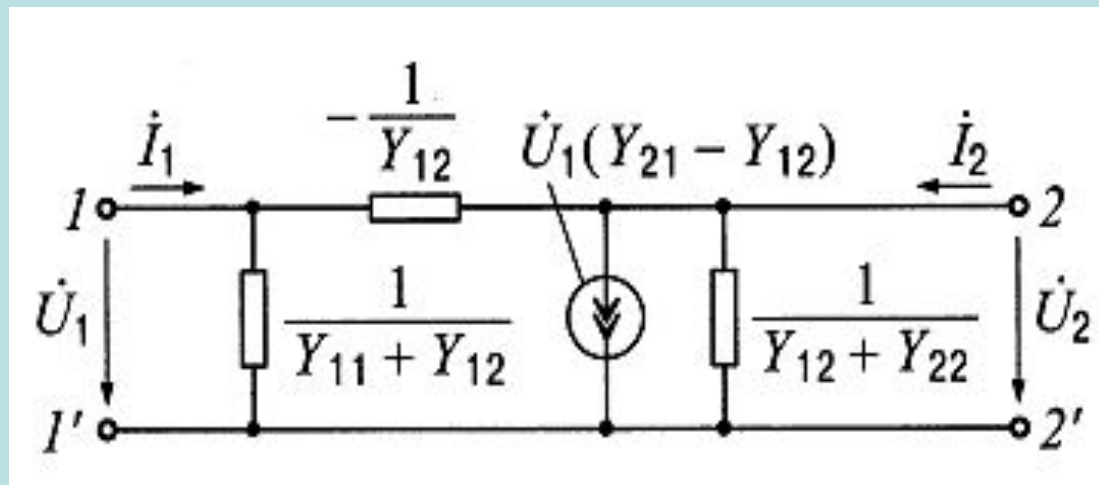 -1/Y12
İ1
U̇1(Y21 − Y12)
İ2
1
2
U̇1
1/(Y11 + Y12)
1/(Y12 + Y22)
U̇2
1'
2'